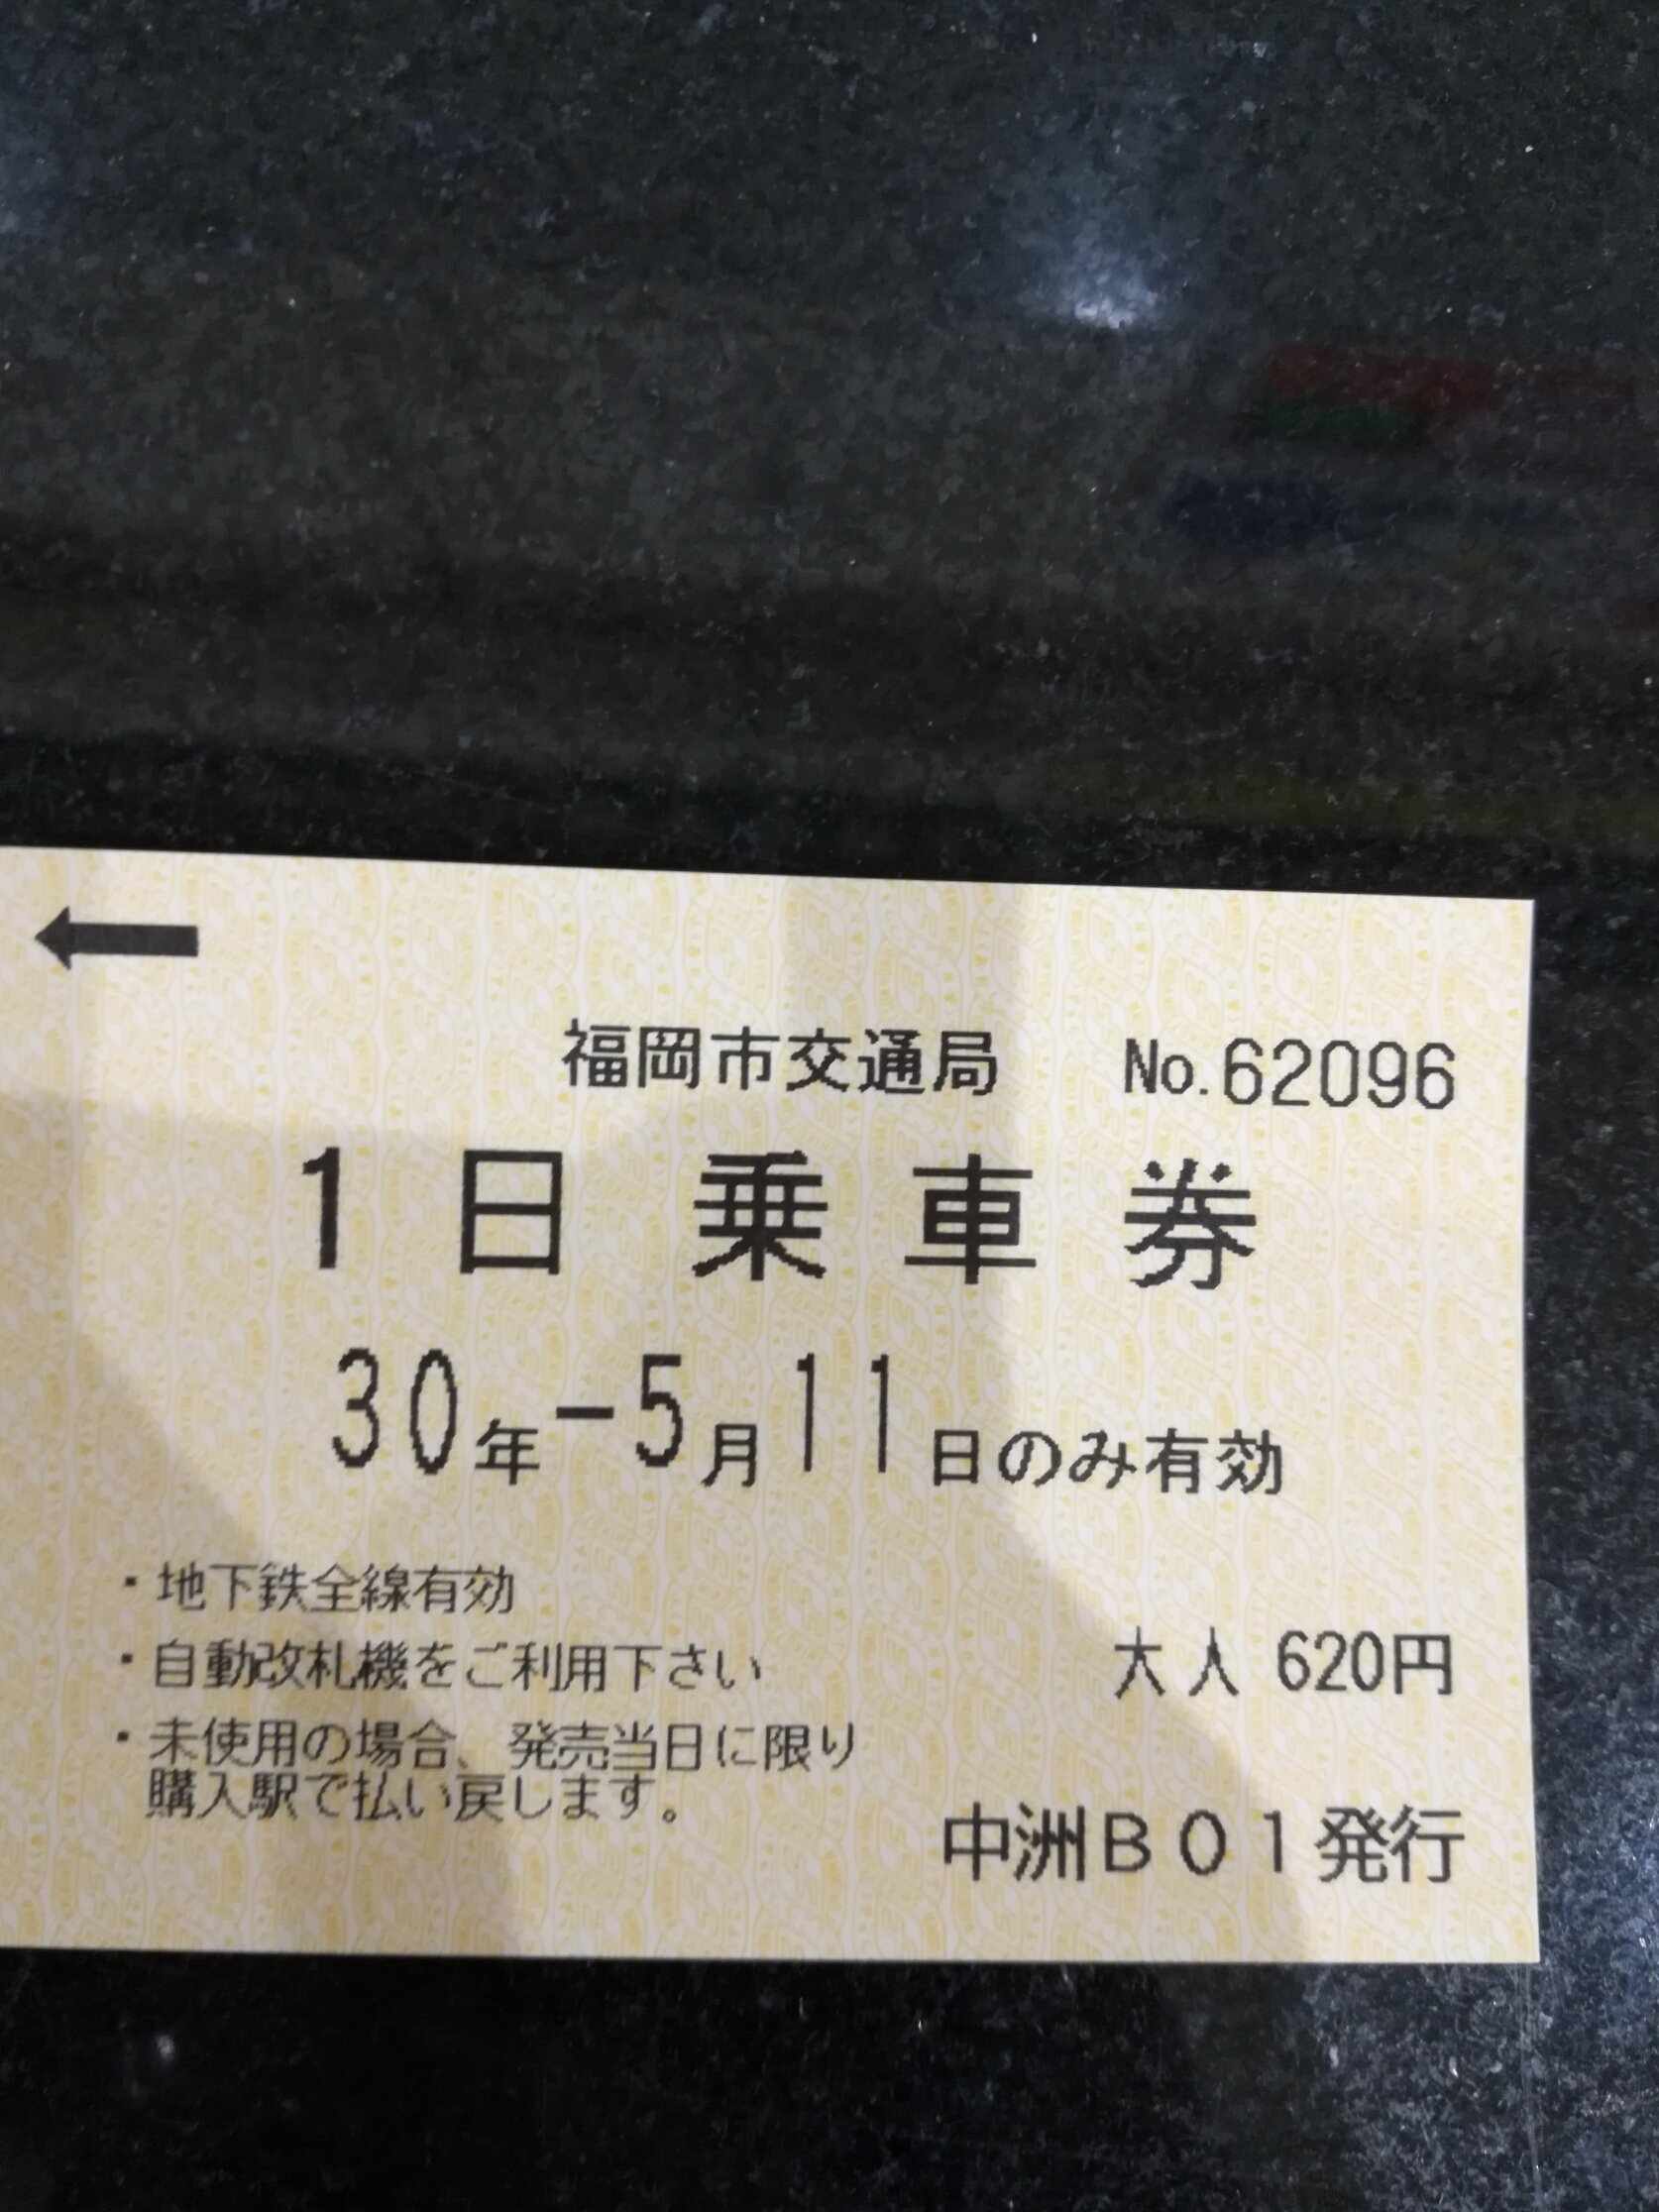 ←
福岡市交通局 No.62096
1日乗車券
30年-5月11日のみ有効
・地下鉄全線有効
・自動改札機をご利用下さい
大人 620円
・未使用の場合、発売当日に限り
購入駅で払い戻します。
中洲B01発行